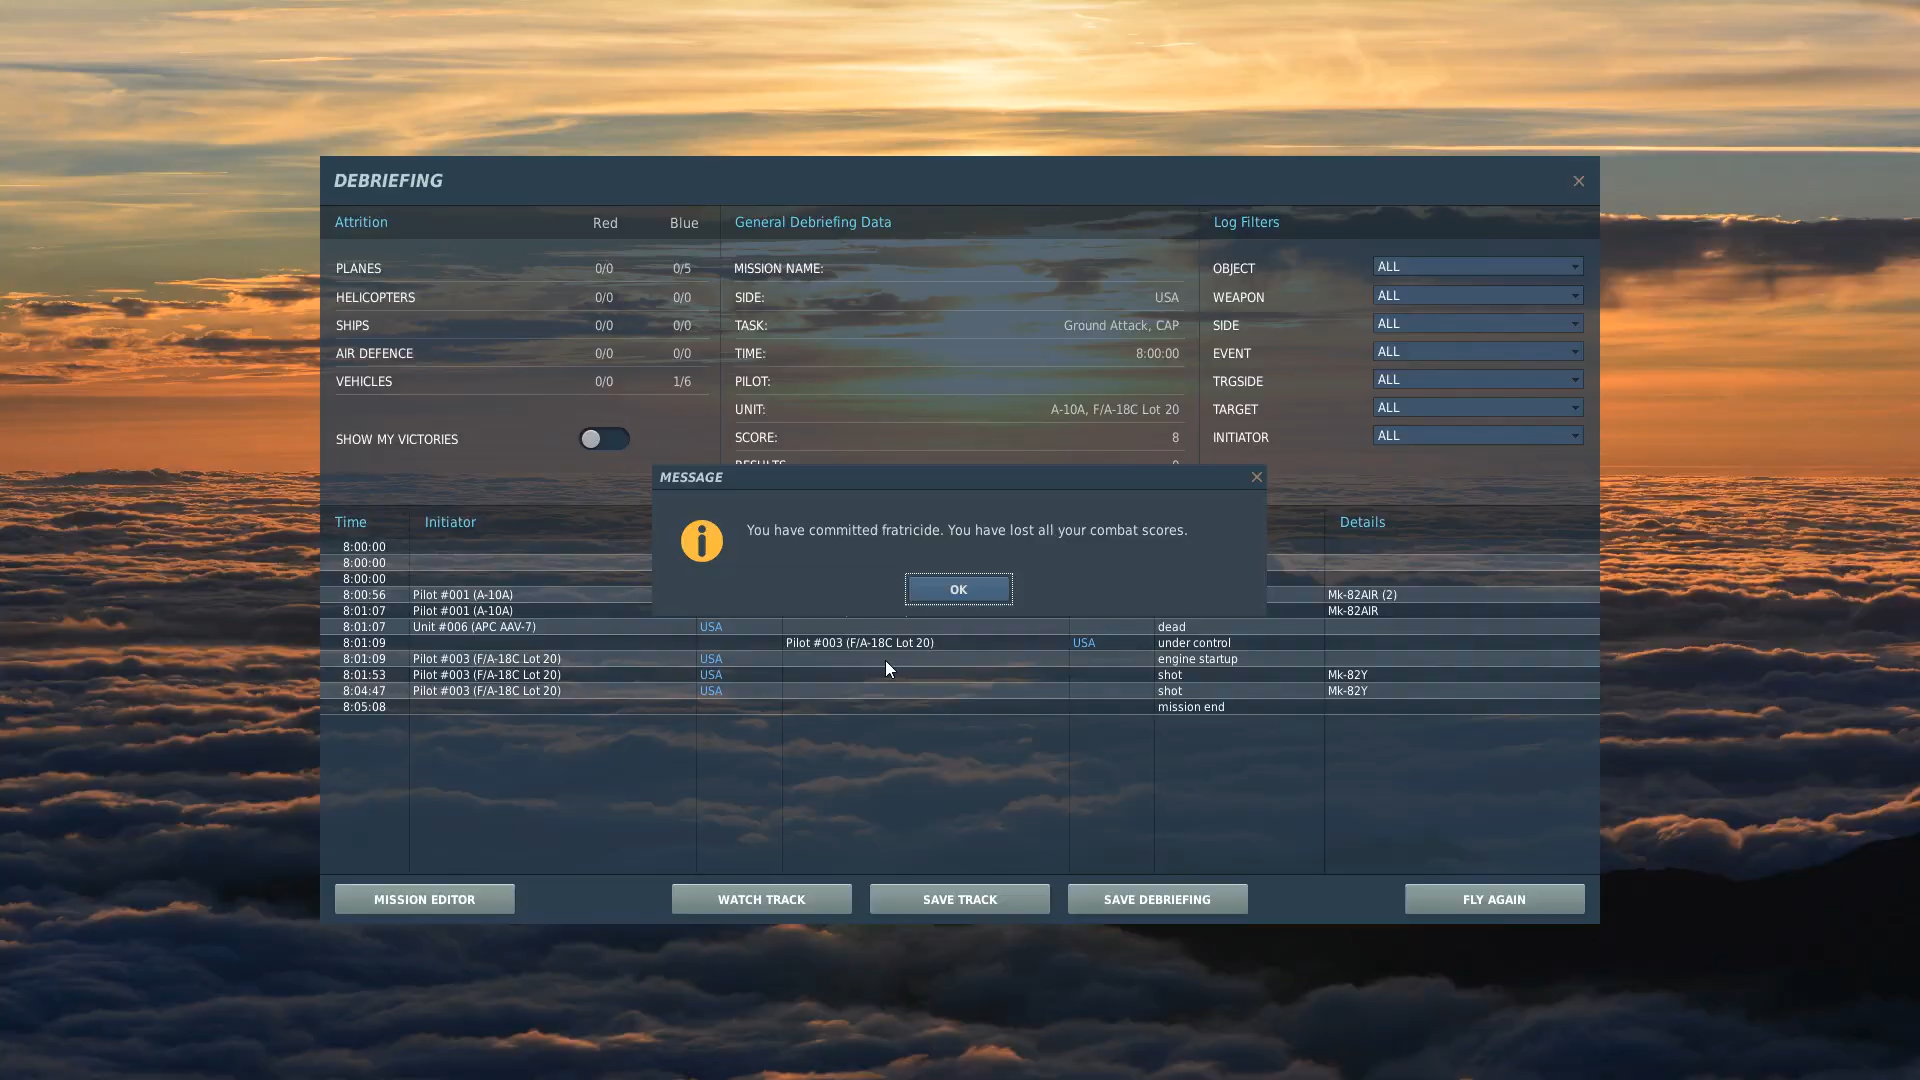 DEBRIEFING
Attrition Red Blue General Debriefing Data Log Filters
PLANES 0/0 0/5 MISSION NAME: OBJECT ALL
HELICOPTERS 0/0 0/0 SIDE: USA WEAPON ALL
SHIPS 0/0 0/0 TASK: Ground Attack, CAP SIDE ALL
AIR DEFENCE 0/0 0/0 TIME: 8:00:00 EVENT ALL
VEHICLES 0/0 1/6 PILOT: TRGSIDE ALL
UNIT: A-10A, F/A-18C Lot 20 TARGET ALL
SHOW MY VICTORIES SCORE: 8 INITIATOR ALL
MESSAGE
You have committed fratricide. You have lost all your combat scores.
OK
Time Initiator Details
8:00:00
8:00:00
8:00:00
8:00:56 Pilot #001 (A-10A) Mk-82AIR (2)
8:01:07 Pilot #001 (A-10A) Mk-82AIR
8:01:07 Unit #006 (APC AAV-7) USA dead
8:01:09 Pilot #003 (F/A-18C Lot 20) USA under control
8:01:09 Pilot #003 (F/A-18C Lot 20) USA engine startup
8:01:53 Pilot #003 (F/A-18C Lot 20) USA shot Mk-82Y
8:04:47 Pilot #003 (F/A-18C Lot 20) USA shot Mk-82Y
8:05:08 mission end
MISSION EDITOR WATCH TRACK SAVE TRACK SAVE DEBRIEFING FLY AGAIN